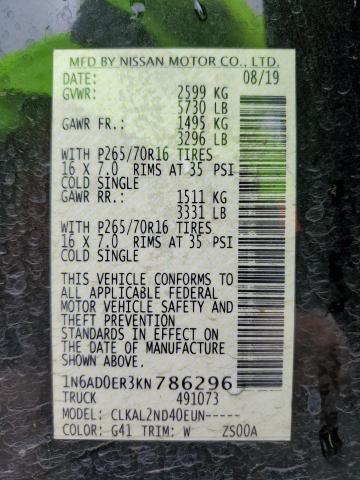 MFD BY NISSAN MOTOR CO., LTD.
DATE: 08/19
GVWR: 2599 KG
5730 LB
GAWR FR.: 1495 KG
3296 LB
WITH P265/70R16 TIRES
16 X 7.0 RIMS AT 35 PSI
COLD SINGLE
GAWR RR.: 1511 KG
3331 LB
WITH P265/70R16 TIRES
16 X 7.0 RIMS AT 35 PSI
COLD SINGLE
THIS VEHICLE CONFORMS TO
ALL APPLICABLE FEDERAL
MOTOR VEHICLE SAFETY AND
THEFT PREVENTION
STANDARDS IN EFFECT ON
THE DATE OF MANUFACTURE
SHOWN ABOVE.
1N6AD0ER3KN786296
TRUCK 491073
MODEL: CLKAL2ND40EUN-----
COLOR: G41 TRIM: W ZS00A